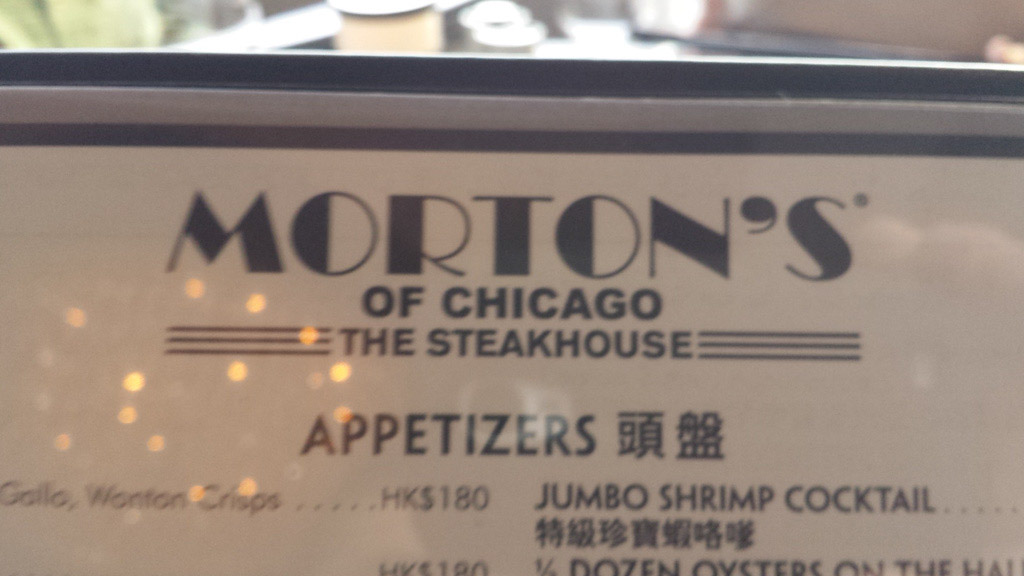 MORTON'S®
OF CHICAGO
THE STEAKHOUSE
APPETIZERS 頭盤
Gallo, Wonton Crisps ..... HK$180
HK$180
JUMBO SHRIMP COCKTAIL .....
特級珍寶蝦咯嗲
½ DOZEN OYSTERS ON THE